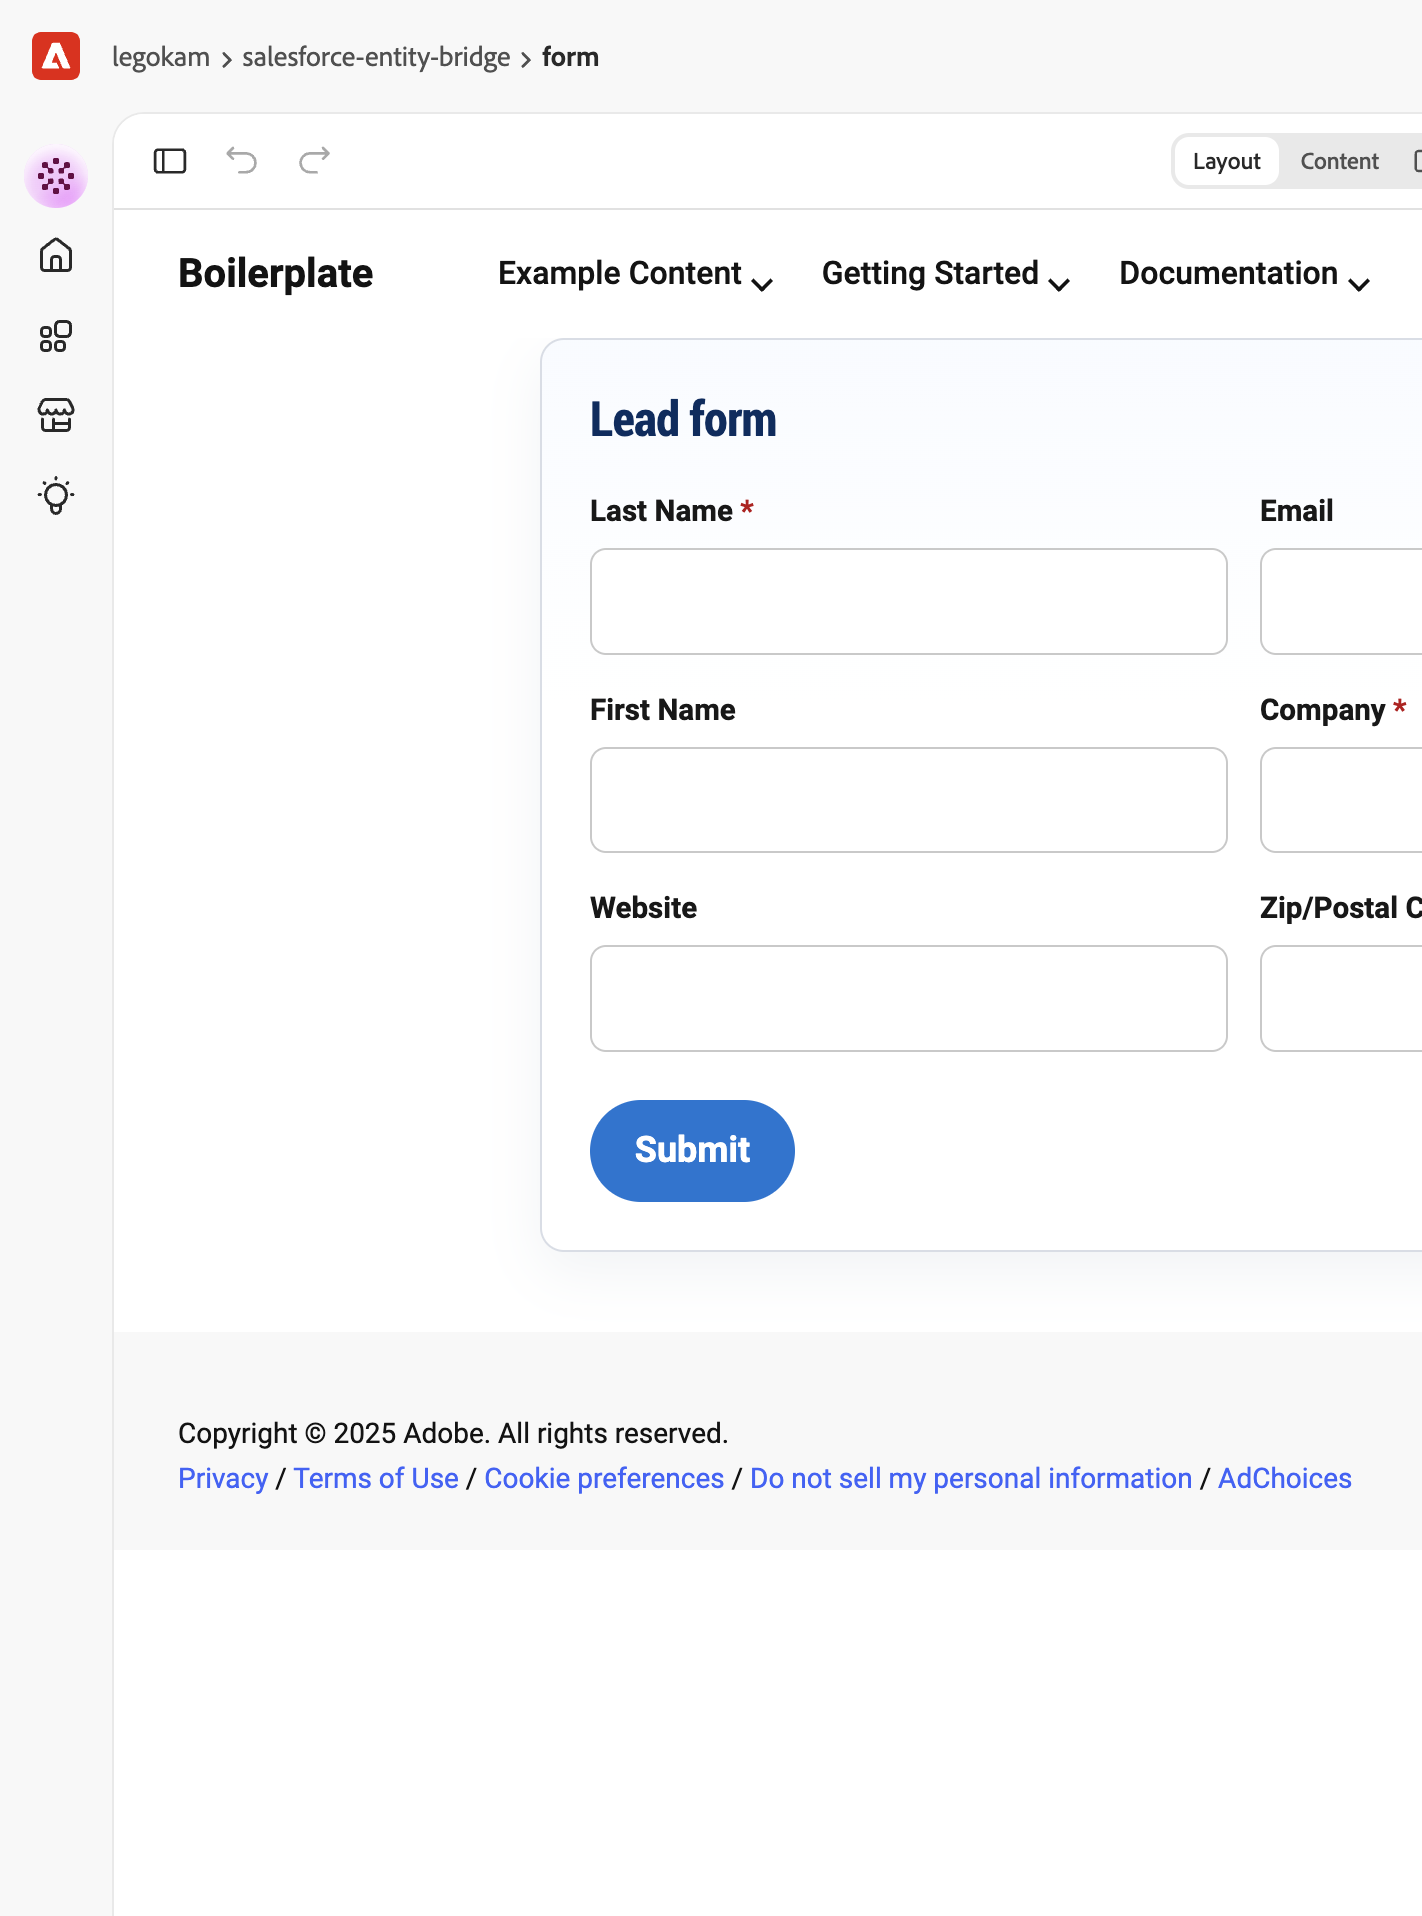 legokam > salesforce-entity-bridge > form
Layout Content
Boilerplate Example Content Getting Started Documentation
Lead form
Last Name * Email
First Name Company *
Website Zip/Postal C
Submit
Copyright © 2025 Adobe. All rights reserved.
Privacy / Terms of Use / Cookie preferences / Do not sell my personal information / AdChoices